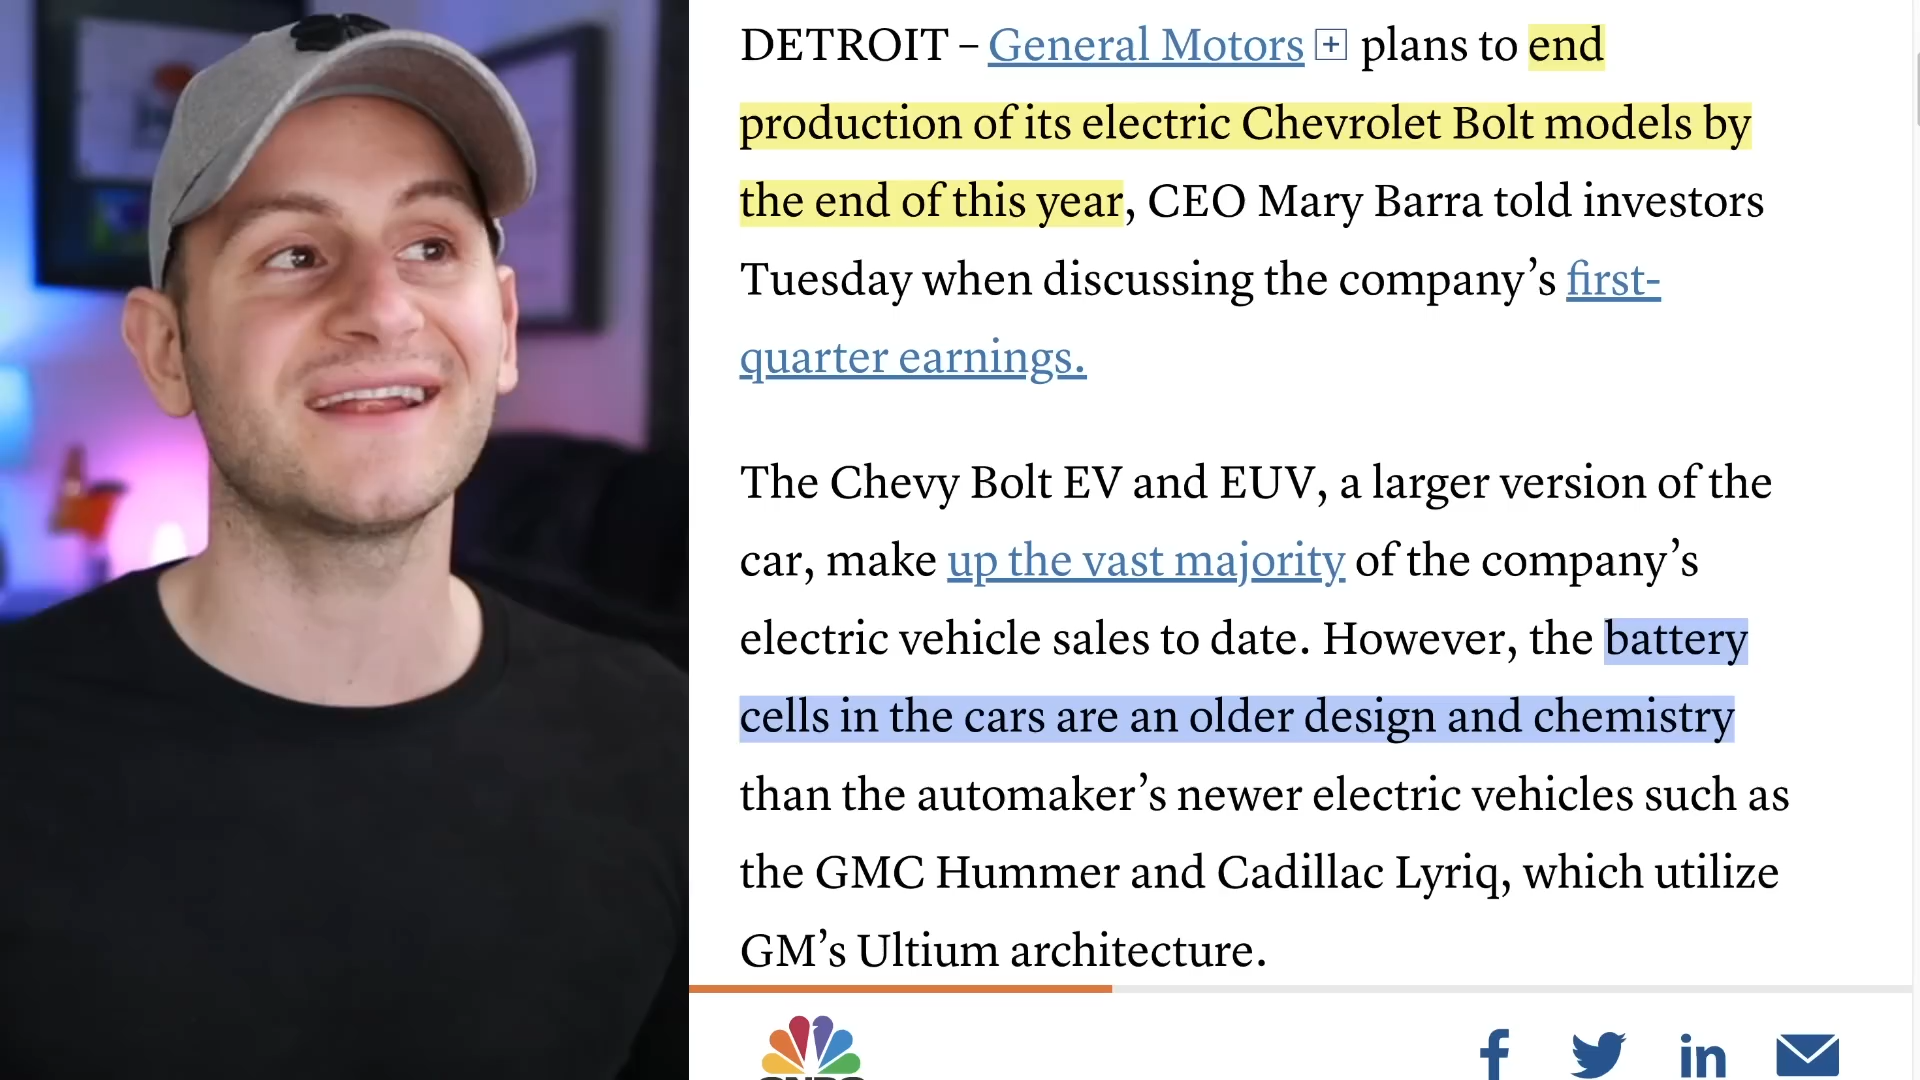 DETROIT – General Motors + plans to end
production of its electric Chevrolet Bolt models by
the end of this year, CEO Mary Barra told investors
Tuesday when discussing the company’s first-
quarter earnings.
The Chevy Bolt EV and EUV, a larger version of the
car, make up the vast majority of the company’s
electric vehicle sales to date. However, the battery
cells in the cars are an older design and chemistry
than the automaker’s newer electric vehicles such as
the GMC Hummer and Cadillac Lyriq, which utilize
GM’s Ultium architecture.